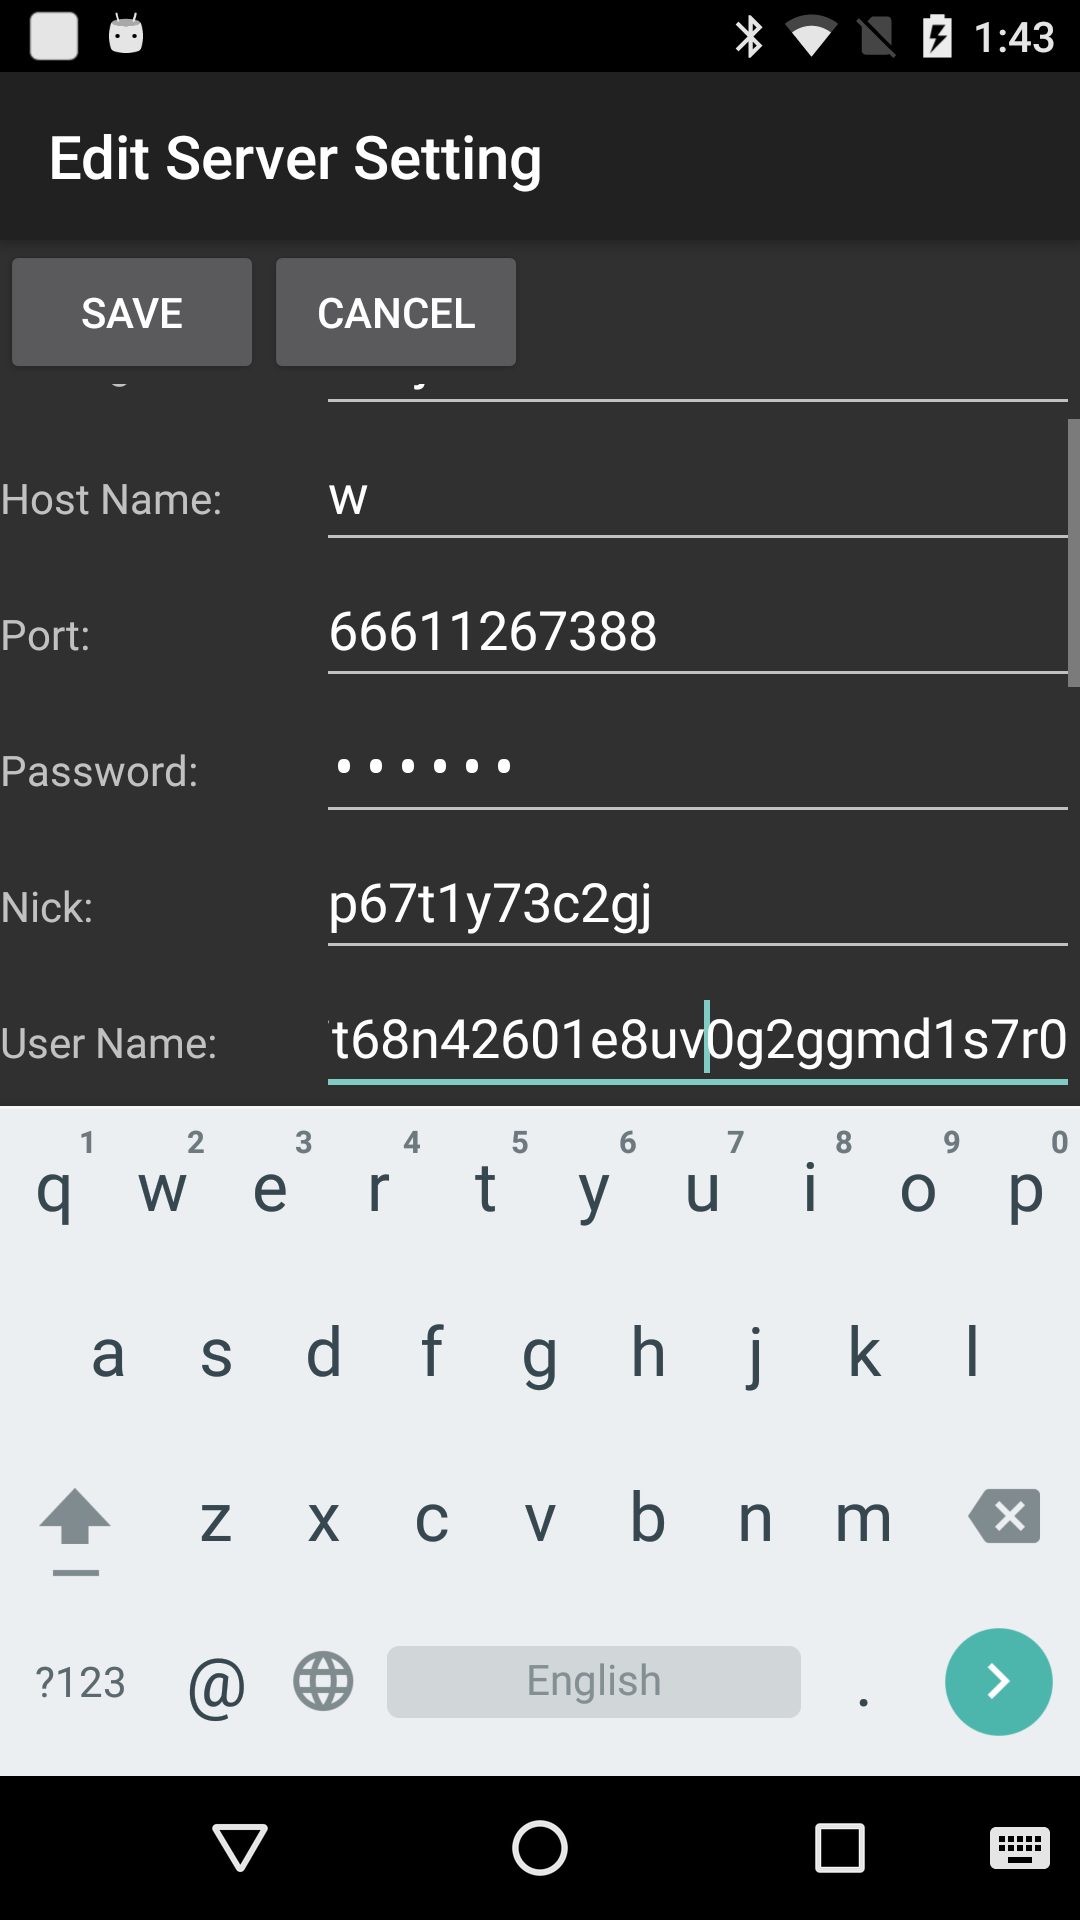 1:43
Edit Server Setting
SAVE CANCEL
Host Name: w
Port: 66611267388
Password: ••••••
Nick: p67t1y73c2gj
User Name: t68n42601e8uv0g2ggmd1s7r0
1 2 3 4 5 6 7 8 9 0
q w e r t y u i o p
a s d f g h j k l
z x c v b n m
?123 @ English .